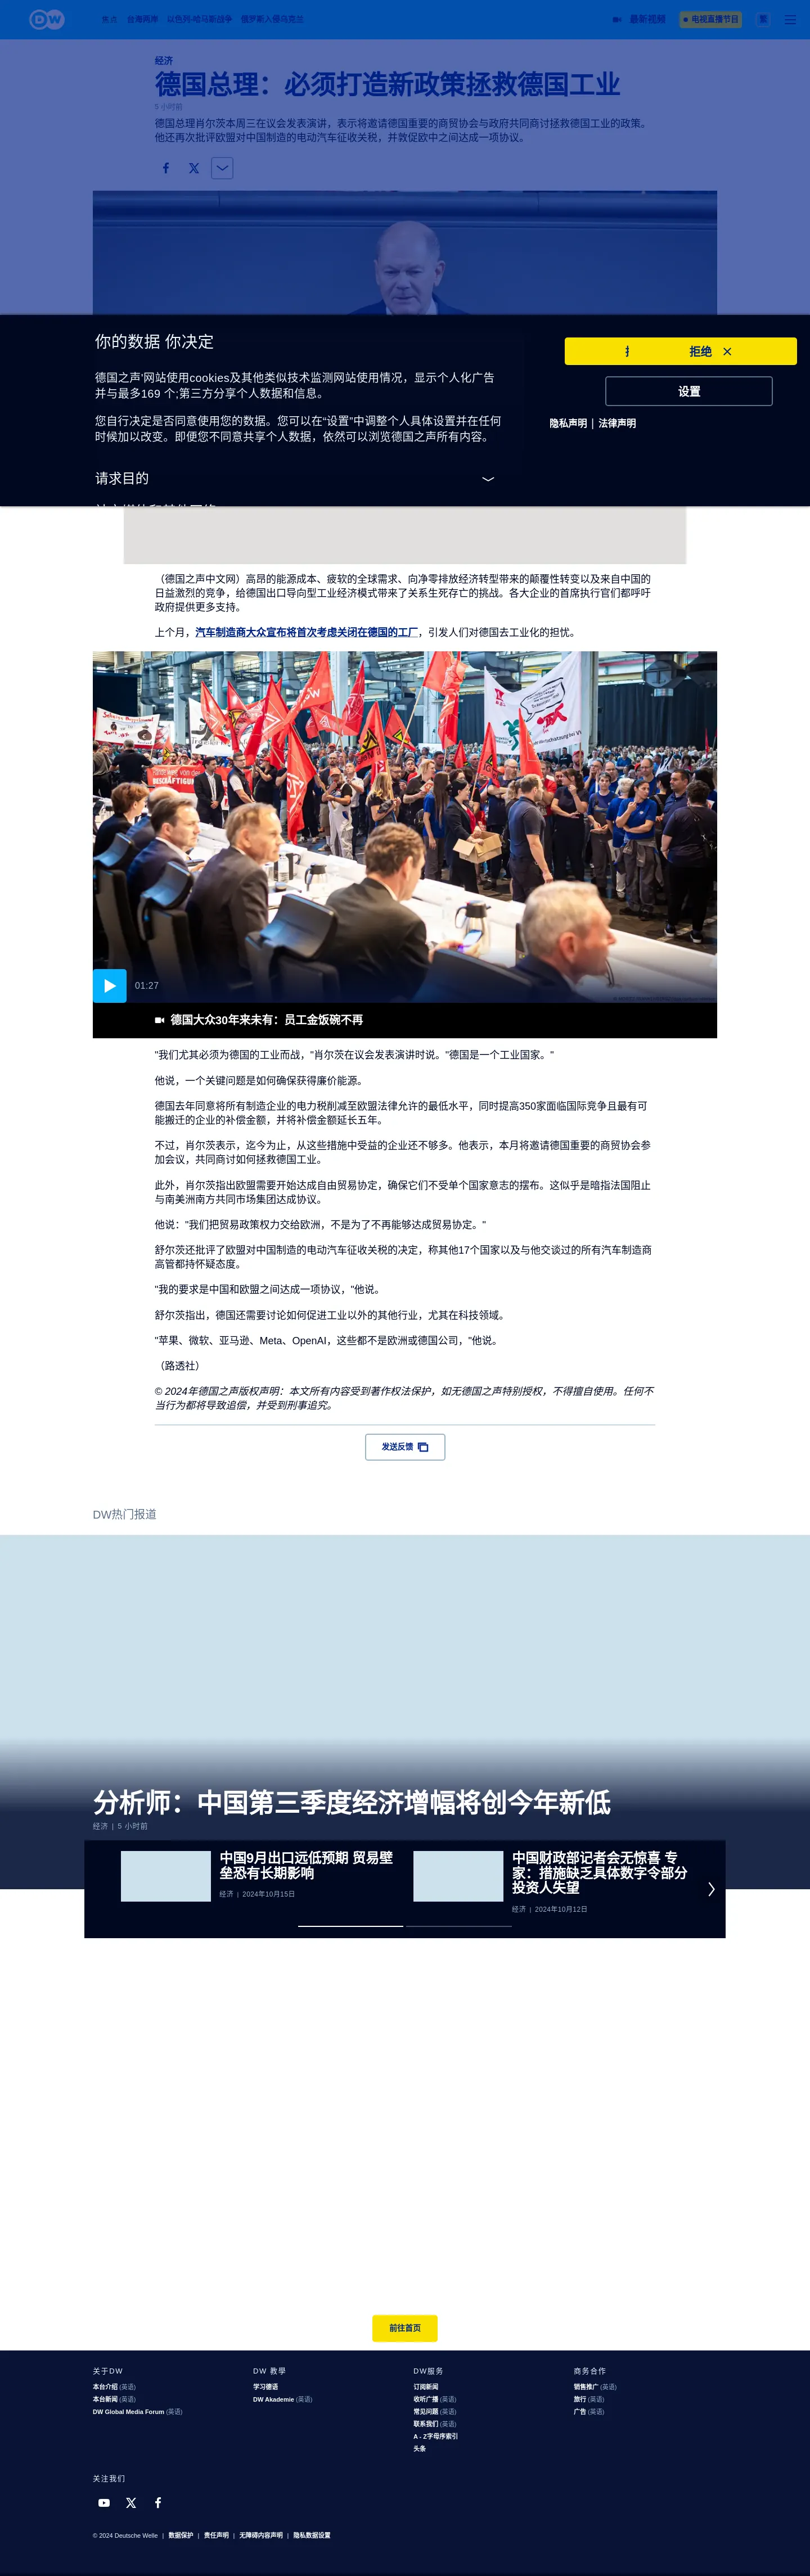 DW
焦点 台海两岸 以色列-哈马斯战争 俄罗斯入侵乌克兰 最新视频 电视直播节目 繁
经济
德国总理：必须打造新政策拯救德国工业
5 小时前
德国总理肖尔茨本周三在议会发表演讲，表示将邀请德国重要的商贸协会与政府共同商讨拯救德国工业的政策。
他还再次批评欧盟对中国制造的电动汽车征收关税，并敦促欧中之间达成一项协议。
你的数据 你决定
拒绝
德国之声'网站使用cookies及其他类似技术监测网站使用情况，显示个人化广告
并与最多169 个;第三方分享个人数据和信息。
设置
您自行决定是否同意使用您的数据。您可以在“设置”中调整个人具体设置并在任何
时候加以改变。即便您不同意共享个人数据，依然可以浏览德国之声所有内容。
隐私声明 | 法律声明
请求目的
（德国之声中文网）高昂的能源成本、疲软的全球需求、向净零排放经济转型带来的颠覆性转变以及来自中国的
日益激烈的竞争，给德国出口导向型工业经济模式带来了关系生死存亡的挑战。各大企业的首席执行官们都呼吁
政府提供更多支持。
上个月，汽车制造商大众宣布将首次考虑关闭在德国的工厂，引发人们对德国去工业化的担忧。
01:27
德国大众30年来未有：员工金饭碗不再
"我们尤其必须为德国的工业而战，"肖尔茨在议会发表演讲时说。"德国是一个工业国家。"
他说，一个关键问题是如何确保获得廉价能源。
德国去年同意将所有制造企业的电力税削减至欧盟法律允许的最低水平，同时提高350家面临国际竞争且最有可
能搬迁的企业的补偿金额，并将补偿金额延长五年。
不过，肖尔茨表示，迄今为止，从这些措施中受益的企业还不够多。他表示，本月将邀请德国重要的商贸协会参
加会议，共同商讨如何拯救德国工业。
此外，肖尔茨指出欧盟需要开始达成自由贸易协定，确保它们不受单个国家意志的摆布。这似乎是暗指法国阻止
与南美洲南方共同市场集团达成协议。
他说："我们把贸易政策权力交给欧洲，不是为了不再能够达成贸易协定。"
舒尔茨还批评了欧盟对中国制造的电动汽车征收关税的决定，称其他17个国家以及与他交谈过的所有汽车制造商
高管都持怀疑态度。
"我的要求是中国和欧盟之间达成一项协议，"他说。
舒尔茨指出，德国还需要讨论如何促进工业以外的其他行业，尤其在科技领域。
"苹果、微软、亚马逊、Meta、OpenAI，这些都不是欧洲或德国公司，"他说。
（路透社）
© 2024年德国之声版权声明：本文所有内容受到著作权法保护，如无德国之声特别授权，不得擅自使用。任何不
当行为都将导致追偿，并受到刑事追究。
发送反馈
DW热门报道
分析师：中国第三季度经济增幅将创今年新低
经济 | 5 小时前
中国9月出口远低预期 贸易壁
垒恐有长期影响
经济 | 2024年10月15日
中国财政部记者会无惊喜 专
家：措施缺乏具体数字令部分
投资人失望
经济 | 2024年10月12日
前往首页
关于DW
本台介绍 (英语)
本台新闻 (英语)
DW Global Media Forum (英语)
DW 教學
学习德语
DW Akademie (英语)
DW服务
订阅新闻
收听广播 (英语)
常见问题 (英语)
联系我们 (英语)
A - Z字母序索引
头条
商务合作
销售推广 (英语)
旅行 (英语)
广告 (英语)
关注我们
© 2024 Deutsche Welle | 数据保护 | 责任声明 | 无障碍内容声明 | 隐私数据设置